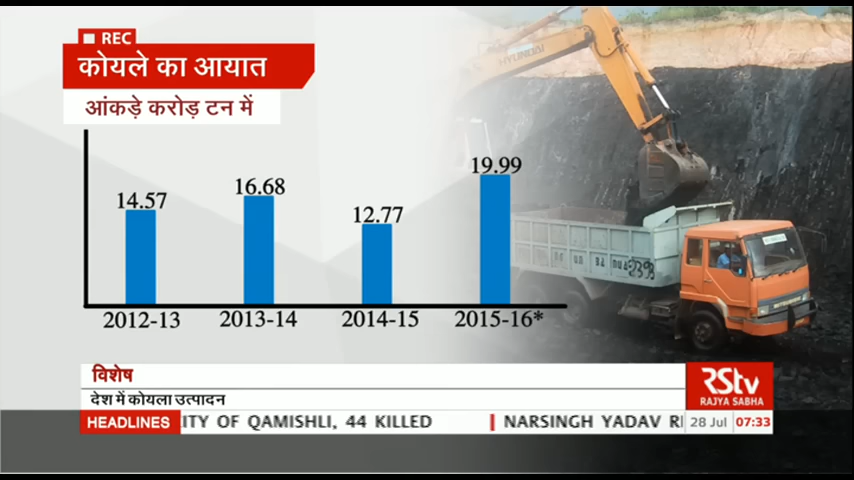 REC
कोयले का आयात
आंकड़े करोड़ टन में
HYUNDAI
14.57
16.68
12.77
19.99
2012-13
2013-14
2014-15
2015-16*
विशेष
देश में कोयला उत्पादन
RSTV
RAJYA SABHA
HEADLINES
ITY OF QAMISHLI, 44 KILLED
NARSINGH YADAV RI
28 Jul
07:33